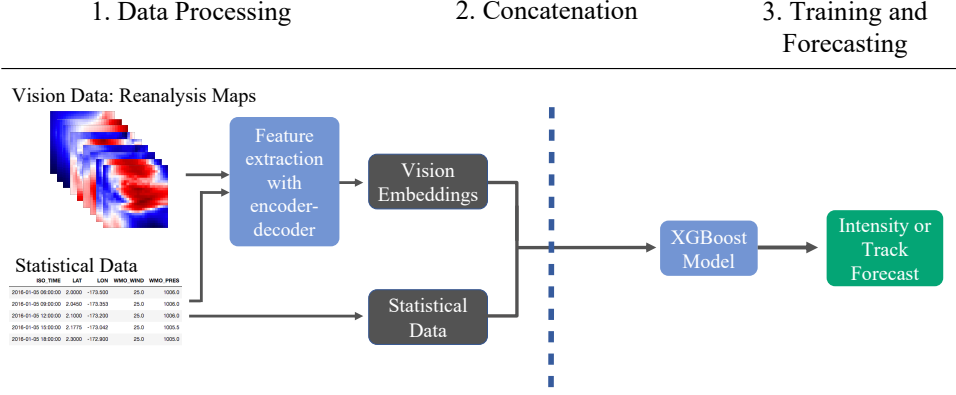 1. Data Processing
2. Concatenation
3. Training and
Forecasting
Vision Data: Reanalysis Maps
Feature
extraction
with
encoder-
decoder
Vision
Embeddings
XGBoost
Model
Intensity or
Track
Forecast
Statistical Data
ISO_TIME LAT LON WMO_WIND WMO_PRES
2016-01-05 06:00:00 2.0000 -173.500 25.0 1006.0
2016-01-05 09:00:00 2.0450 -173.353 25.0 1006.0
2016-01-05 12:00:00 2.1000 -173.200 25.0 1006.0
2016-01-05 15:00:00 2.1775 -173.042 25.0 1005.5
2016-01-05 18:00:00 2.3000 -172.900 25.0 1005.0
Statistical
Data